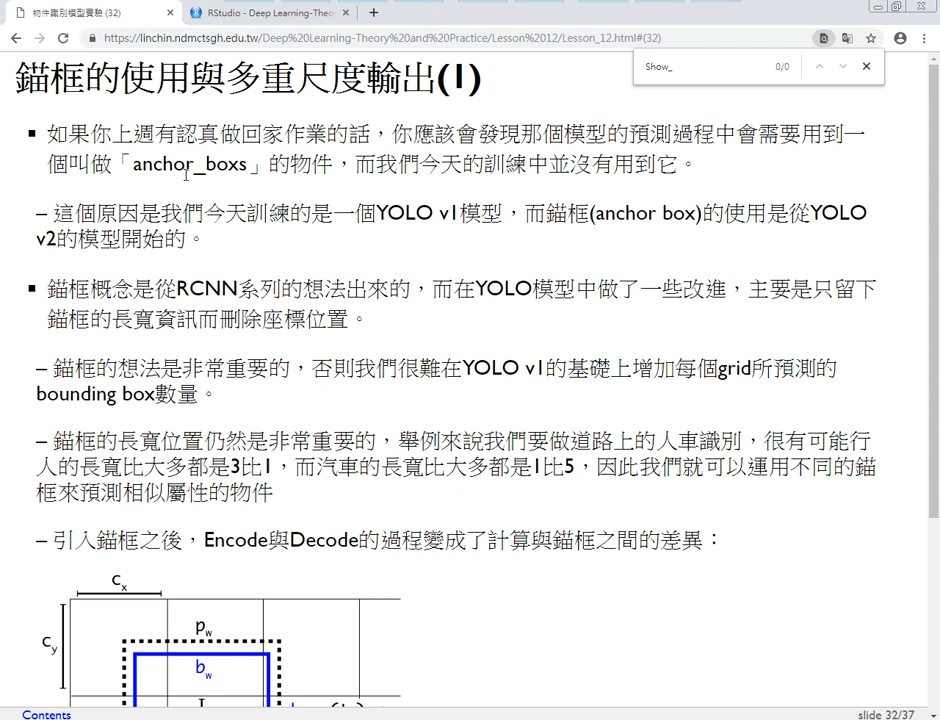 物件識別模型實驗 (32)
RStudio - Deep Learning-Theor
https://linchin.ndmctsgh.edu.tw/Deep%20Learning-Theory%20and%20Practice/Lesson%2012/Lesson_12.html#(32)
Show_
0/0
錨框的使用與多重尺度輸出(1)
如果你上週有認真做回家作業的話，你應該會發現那個模型的預測過程中會需要用到一
個叫做「anchor_boxs」的物件，而我們今天的訓練中並沒有用到它。
– 這個原因是我們今天訓練的是一個YOLO v1模型，而錨框(anchor box)的使用是從YOLO
v2的模型開始的。
錨框概念是從RCNN系列的想法出來的，而在YOLO模型中做了一些改進，主要是只留下
錨框的長寬資訊而刪除座標位置。
– 錨框的想法是非常重要的，否則我們很難在YOLO v1的基礎上增加每個grid所預測的
bounding box數量。
– 錨框的長寬位置仍然是非常重要的，舉例來說我們要做道路上的人車識別，很有可能行
人的長寬比大多都是3比1，而汽車的長寬比大多都是1比5，因此我們就可以運用不同的錨
框來預測相似屬性的物件
– 引入錨框之後，Encode與Decode的過程變成了計算與錨框之間的差異：
cx
cy
pw
bw
Contents
slide 32/37